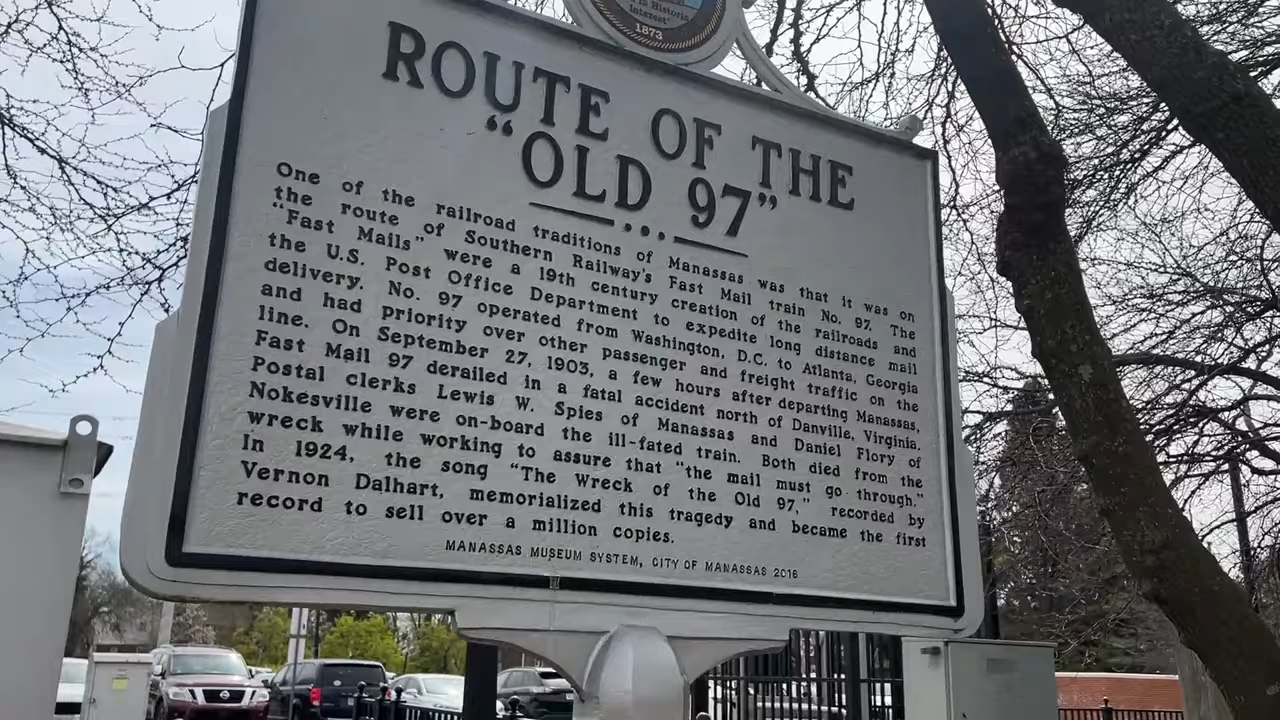 in Historic
Interest"
1873
ROUTE OF THE
“OLD 97”
One of the railroad traditions of Manassas was that it was on
the route of Southern Railway's Fast Mail train No. 97. The
“Fast Mails” were a 19th century creation of the railroads and
the U.S. Post Office Department to expedite long distance mail
delivery. No. 97 operated from Washington, D.C. to Atlanta, Georgia
and had priority over other passenger and freight traffic on the
line. On September 27, 1903, a few hours after departing Manassas,
Fast Mail 97 derailed in a fatal accident north of Danville, Virginia.
Postal clerks Lewis W. Spies of Manassas and Daniel Flory of
Nokesville were on-board the ill-fated train. Both died from the
wreck while working to assure that “the mail must go through.”
In 1924, the song “The Wreck of the Old 97,” recorded by
Vernon Dalhart, memorialized this tragedy and became the first
record to sell over a million copies.
MANASSAS MUSEUM SYSTEM, CITY OF MANASSAS 2016